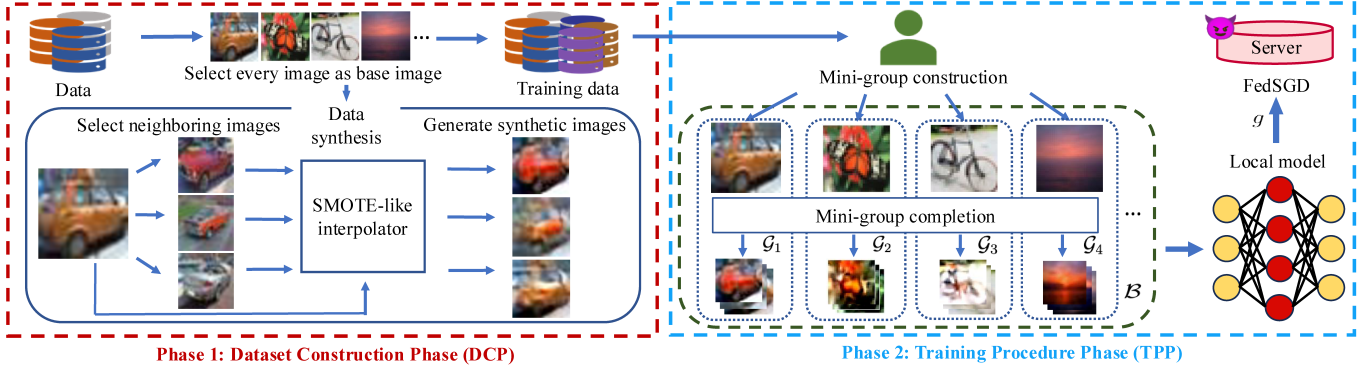 Data
Select every image as base image
...
Training data
Select neighboring images
Data
synthesis
Generate synthetic images
SMOTE-like
interpolator
Phase 1: Dataset Construction Phase (DCP)
Mini-group construction
Mini-group completion
...
𝒢₁
𝒢₂
𝒢₃
𝒢₄
ℬ
Server
FedSGD
g
Local model
Phase 2: Training Procedure Phase (TPP)